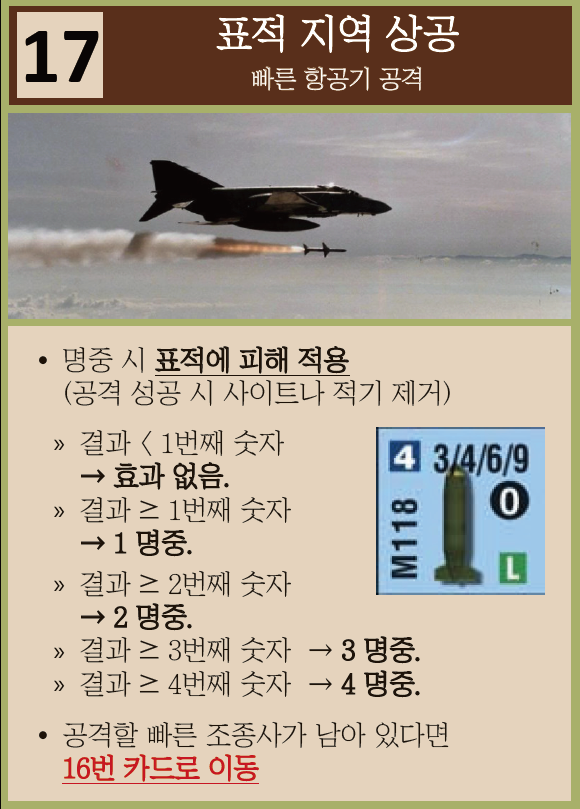 17
표적 지역 상공
빠른 항공기 공격
• 명중 시 표적에 피해 적용
(공격 성공 시 사이트나 적기 제거)
» 결과 < 1번째 숫자
→ 효과 없음.
» 결과 ≥ 1번째 숫자
→ 1 명중.
» 결과 ≥ 2번째 숫자
→ 2 명중.
» 결과 ≥ 3번째 숫자 → 3 명중.
» 결과 ≥ 4번째 숫자 → 4 명중.
4 3/4/6/9
M118
0
L
• 공격할 빠른 조종사가 남아 있다면
16번 카드로 이동